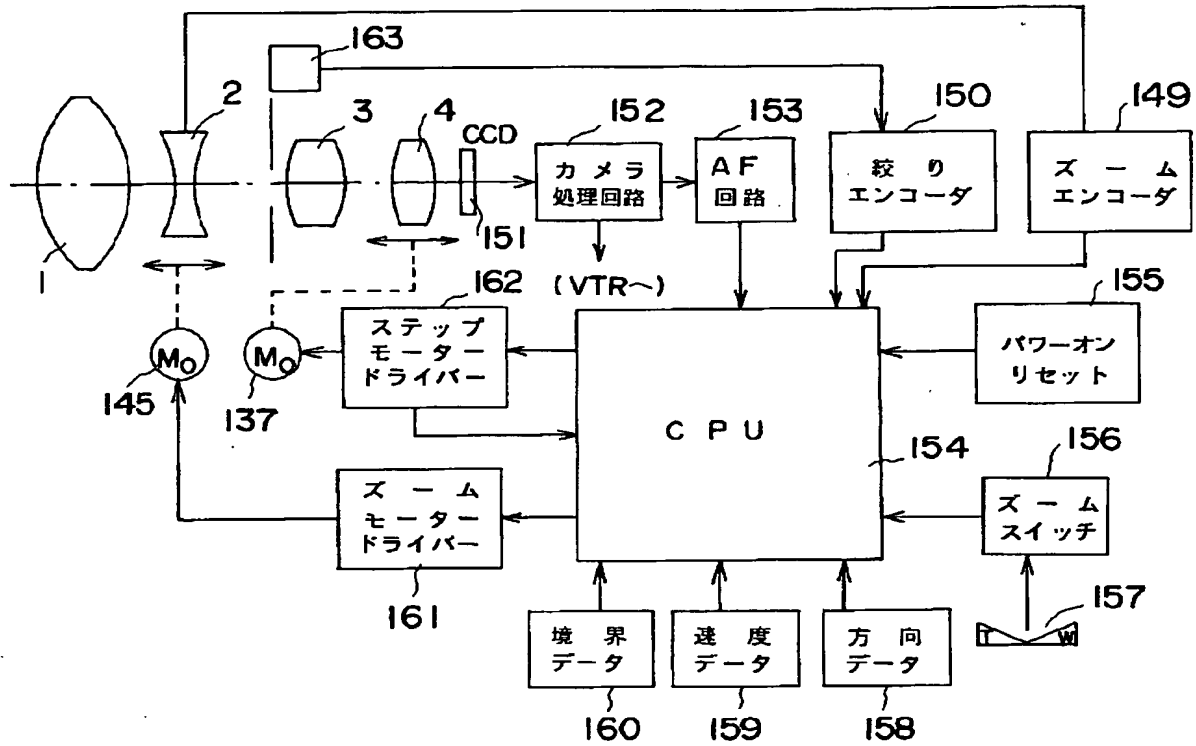 163
2
3
4
CCD
152
153
150
149
カメラ
処理回路
AF
回路
絞り
エンコーダ
ズーム
エンコーダ
1
151
(VTR～)
162
155
ステップ
モーター
ドライバー
パワーオン
リセット
Mo
145
Mo
137
CPU
154
156
ズーム
モーター
ドライバー
ズーム
スイッチ
161
157
T
W
境界
データ
速度
データ
方向
データ
160
159
158